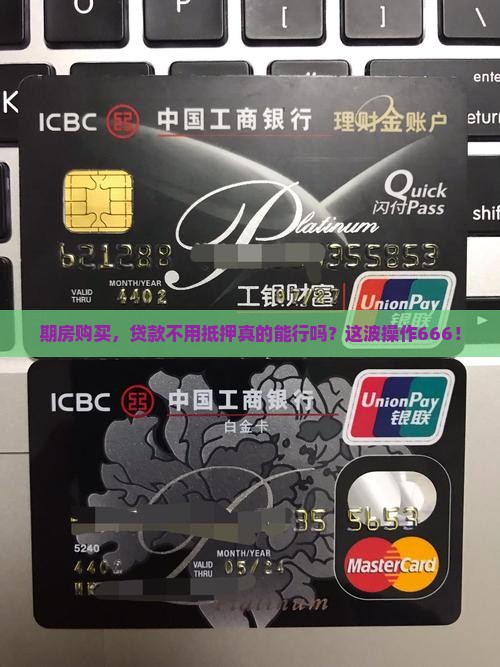 K
enter
return
shift
ICBC 中国工商银行 理财金账户
Quick
闪付Pass
Platinum
621288 355853
MONTH/YEAR
VALID
THRU
4402
工银财富
UnionPay
银联
期房购买，贷款不用抵押真的能行吗？这波操作666！
ICBC 中国工商银行
白金卡
UnionPay
银联
35 5653
5240
MONTH/YEAR
440
VALID
THRU
05/24
MasterCard
Platinum